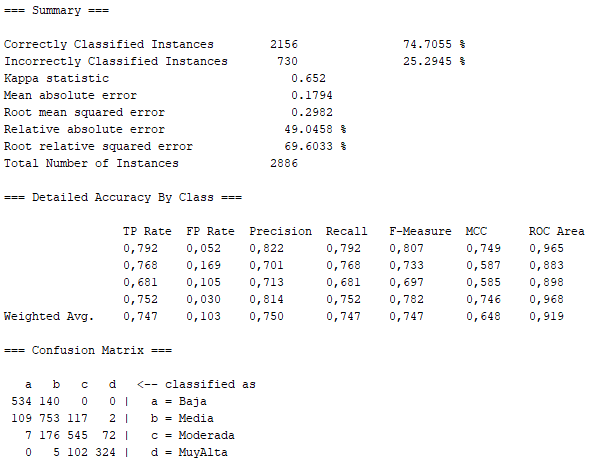 === Summary ===
Correctly Classified Instances 2156 74.7055 %
Incorrectly Classified Instances 730 25.2945 %
Kappa statistic 0.652
Mean absolute error 0.1794
Root mean squared error 0.2982
Relative absolute error 49.0458 %
Root relative squared error 69.6033 %
Total Number of Instances 2886
=== Detailed Accuracy By Class ===
TP Rate FP Rate Precision Recall F-Measure MCC ROC Area
0,792 0,052 0,822 0,792 0,807 0,749 0,965
0,768 0,169 0,701 0,768 0,733 0,587 0,883
0,681 0,105 0,713 0,681 0,697 0,585 0,898
0,752 0,030 0,814 0,752 0,782 0,746 0,968
Weighted Avg. 0,747 0,103 0,750 0,747 0,747 0,648 0,919
=== Confusion Matrix ===
a b c d <-- classified as
534 140 0 0 | a = Baja
109 753 117 2 | b = Media
7 176 545 72 | c = Moderada
0 5 102 324 | d = MuyAlta